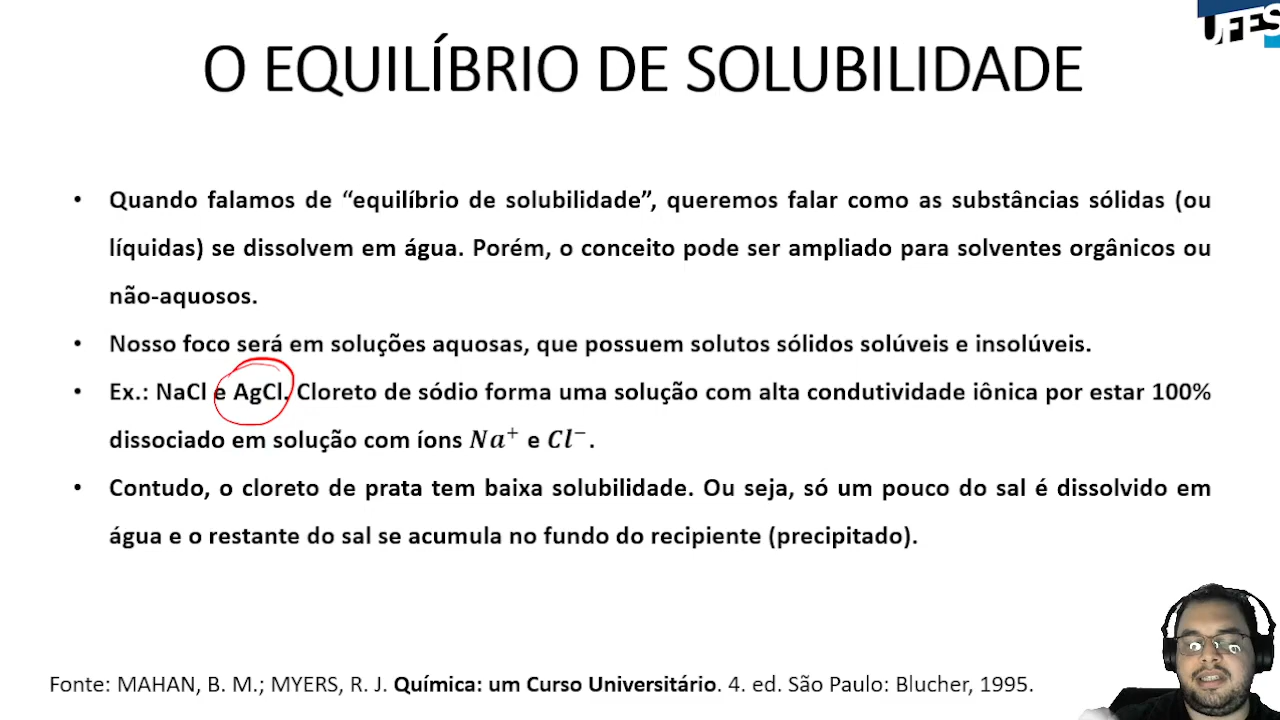 UFES
O EQUILÍBRIO DE SOLUBILIDADE
• Quando falamos de “equilíbrio de solubilidade”, queremos falar como as substâncias sólidas (ou
líquidas) se dissolvem em água. Porém, o conceito pode ser ampliado para solventes orgânicos ou
não-aquosos.
• Nosso foco será em soluções aquosas, que possuem solutos sólidos solúveis e insolúveis.
• Ex.: NaCl e AgCl. Cloreto de sódio forma uma solução com alta condutividade iônica por estar 100%
dissociado em solução com íons Na⁺ e Cl⁻.
• Contudo, o cloreto de prata tem baixa solubilidade. Ou seja, só um pouco do sal é dissolvido em
água e o restante do sal se acumula no fundo do recipiente (precipitado).
Fonte: MAHAN, B. M.; MYERS, R. J. Química: um Curso Universitário. 4. ed. São Paulo: Blucher, 1995.